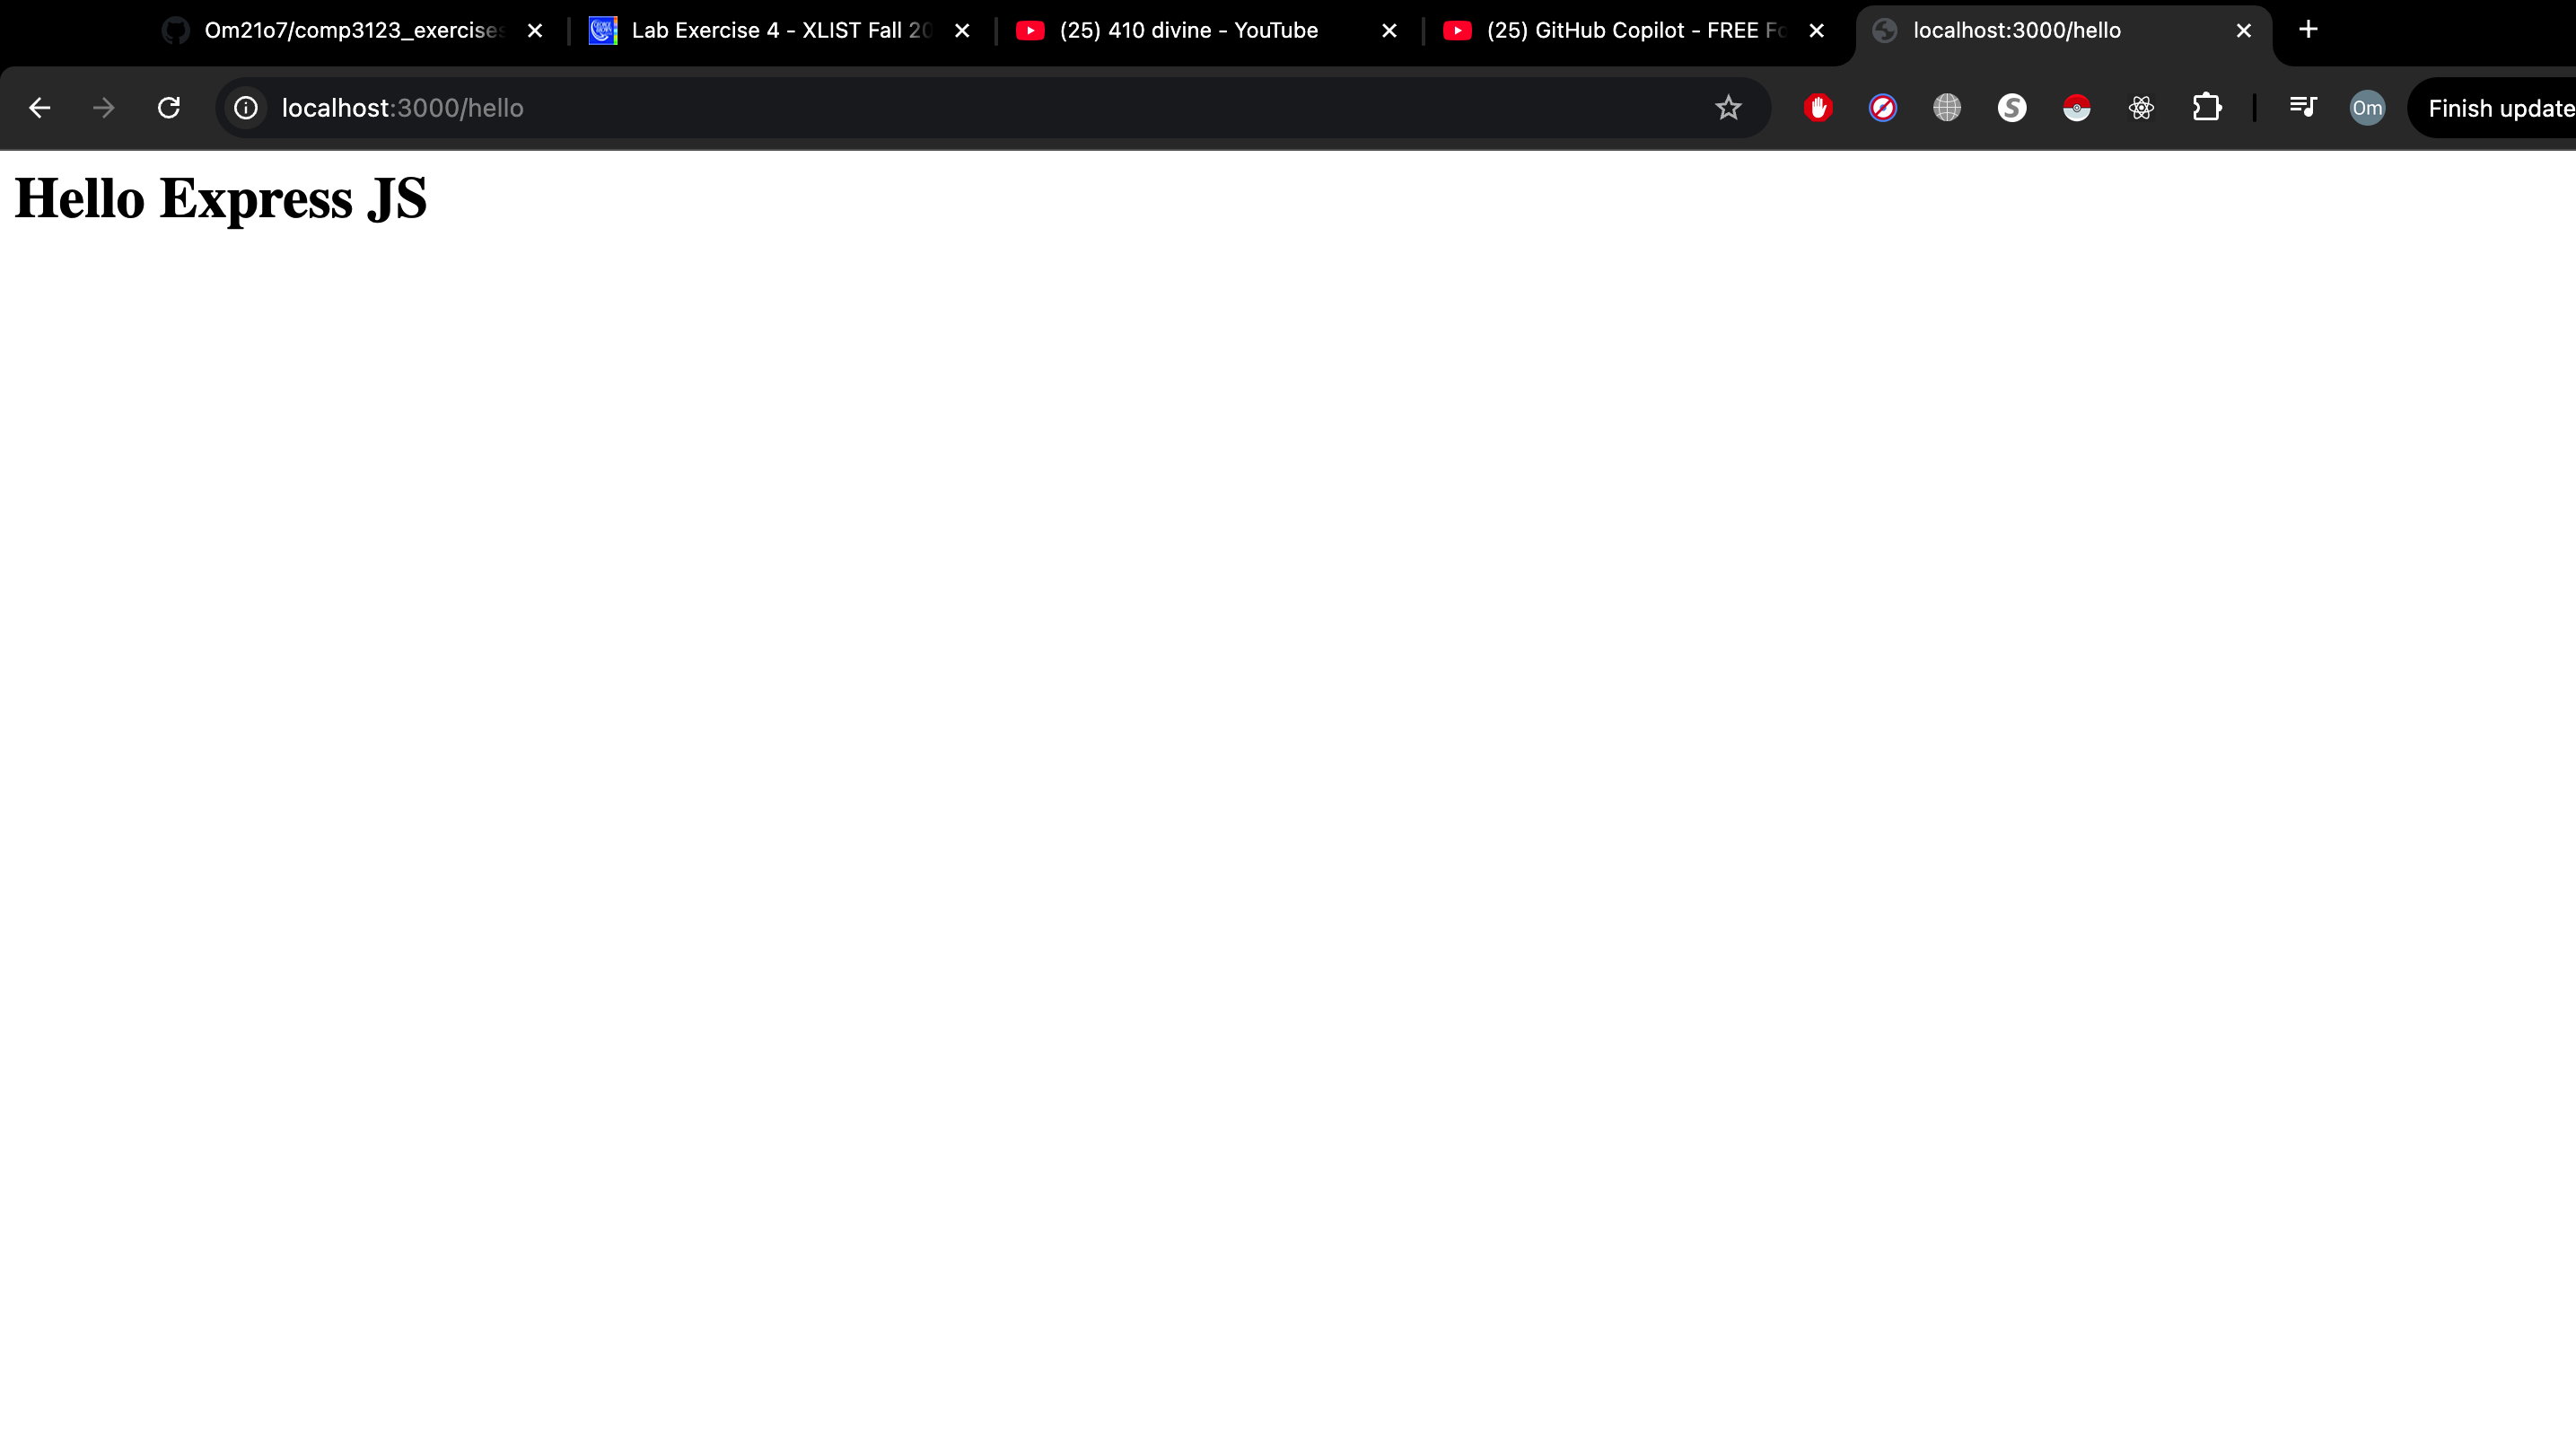 Om21o7/comp3123_exercises
Lab Exercise 4 - XLIST Fall 20
(25) 410 divine - YouTube
(25) GitHub Copilot - FREE Fo
localhost:3000/hello
localhost:3000/hello
Om
Finish update
Hello Express JS